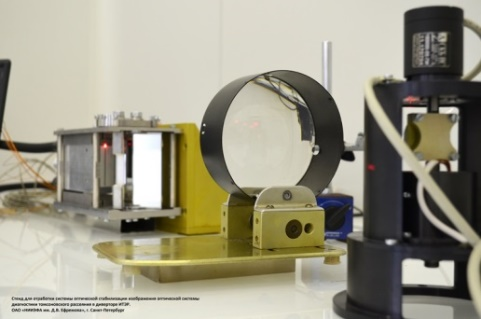 Стенд для отработки системы оптической стабилизации изображения оптической системы
диагностики томсоновского рассеяния в диверторе ИТЭР.
ОАО «НИИЭФА им. Д.В. Ефремова», г. Санкт Петербург